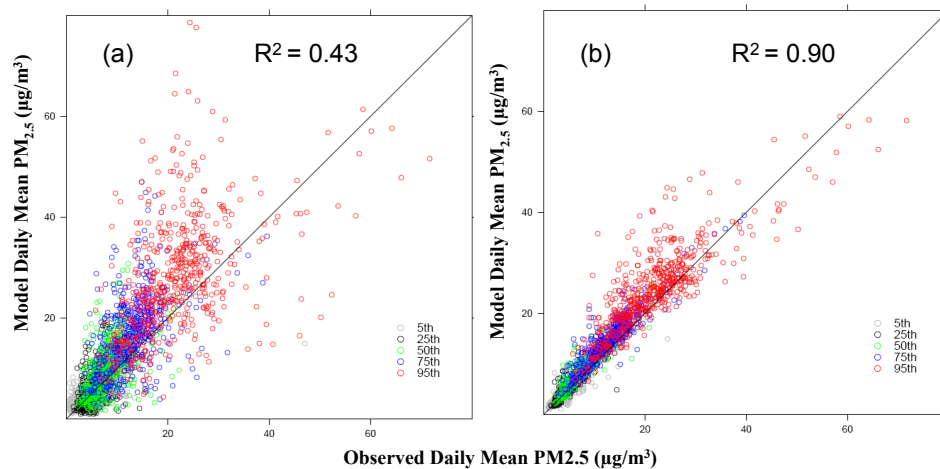 (a)
R² = 0.43
Model Daily Mean PM₂.₅ (µg/m³)
60
40
20
20
40
60
5th
25th
50th
75th
95th
(b)
R² = 0.90
Model Daily Mean PM₂.₅ (µg/m³)
60
40
20
20
40
60
5th
25th
50th
75th
95th
Observed Daily Mean PM2.5 (µg/m³)